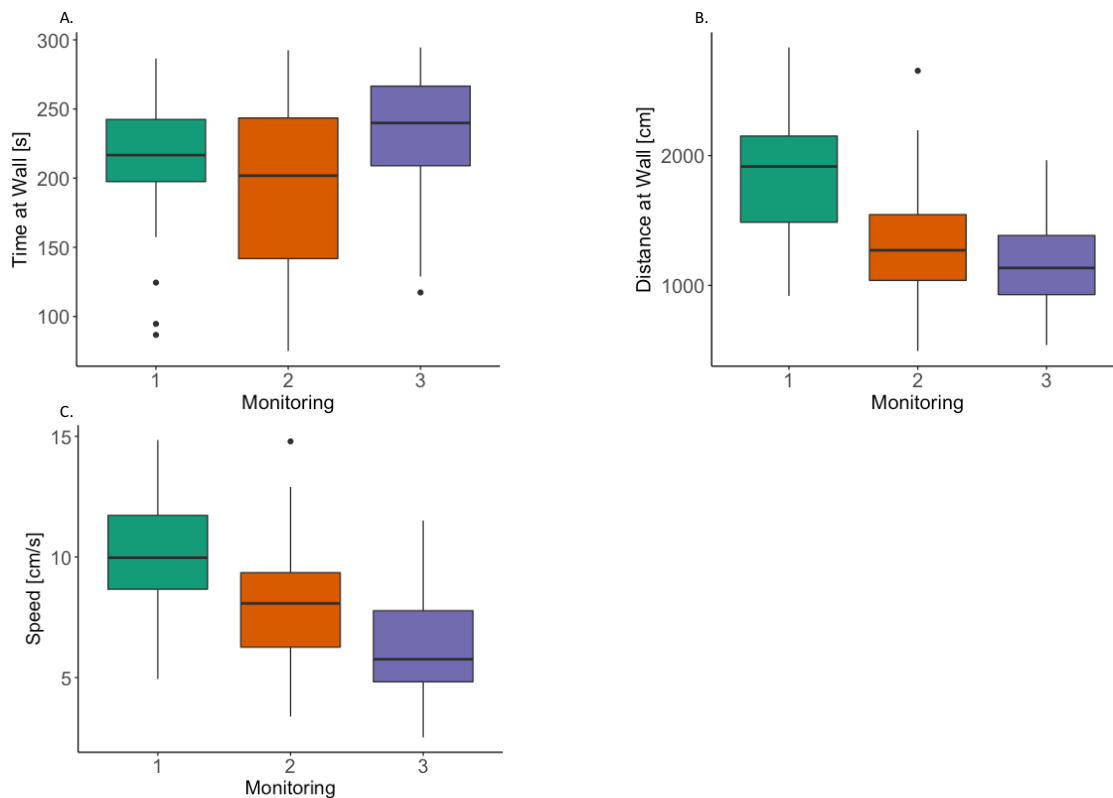 A.
Time at Wall [s]
300
250
200
150
100
1 2 3
Monitoring
B.
Distance at Wall [cm]
2000
1000
1 2 3
Monitoring
C.
Speed [cm/s]
15
10
5
1 2 3
Monitoring